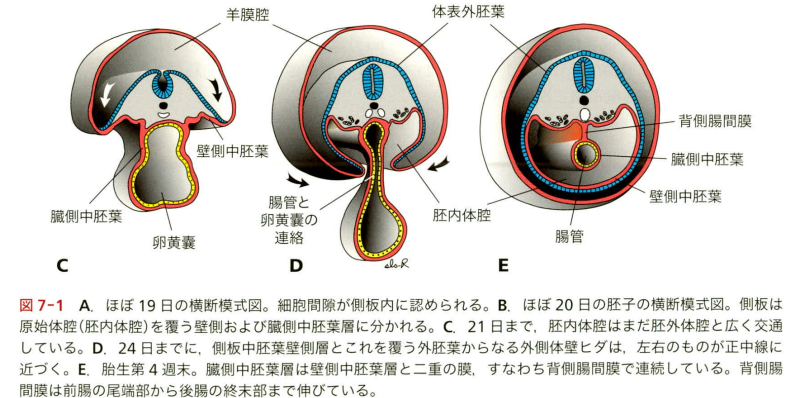 羊膜腔
体表外胚葉
背側腸間膜
壁側中胚葉
臓側中胚葉
臓側中胚葉
卵黄嚢
腸管と
卵黄嚢の
連絡
胚内体腔
壁側中胚葉
腸管
C
D
E
図 7-1 A. ほぼ 19 日の横断模式図。細胞間隙が側板内に認められる。B. ほぼ 20 日の胚子の横断模式図。側板は
原始体腔(胚内体腔)を覆う壁側および臓側中胚葉層に分かれる。C. 21 日まで,胚内体腔はまだ胚外体腔と広く交通
している。D. 24 日までに,側板中胚葉壁側層とこれを覆う外胚葉からなる外側体壁ヒダは,左右のものが正中線に
近づく。E. 胎生第 4 週末。臓側中胚葉層は壁側中胚葉層と二重の膜,すなわち背側腸間膜で連続している。背側腸
間膜は前腸の尾端部から後腸の終末部まで伸びている。